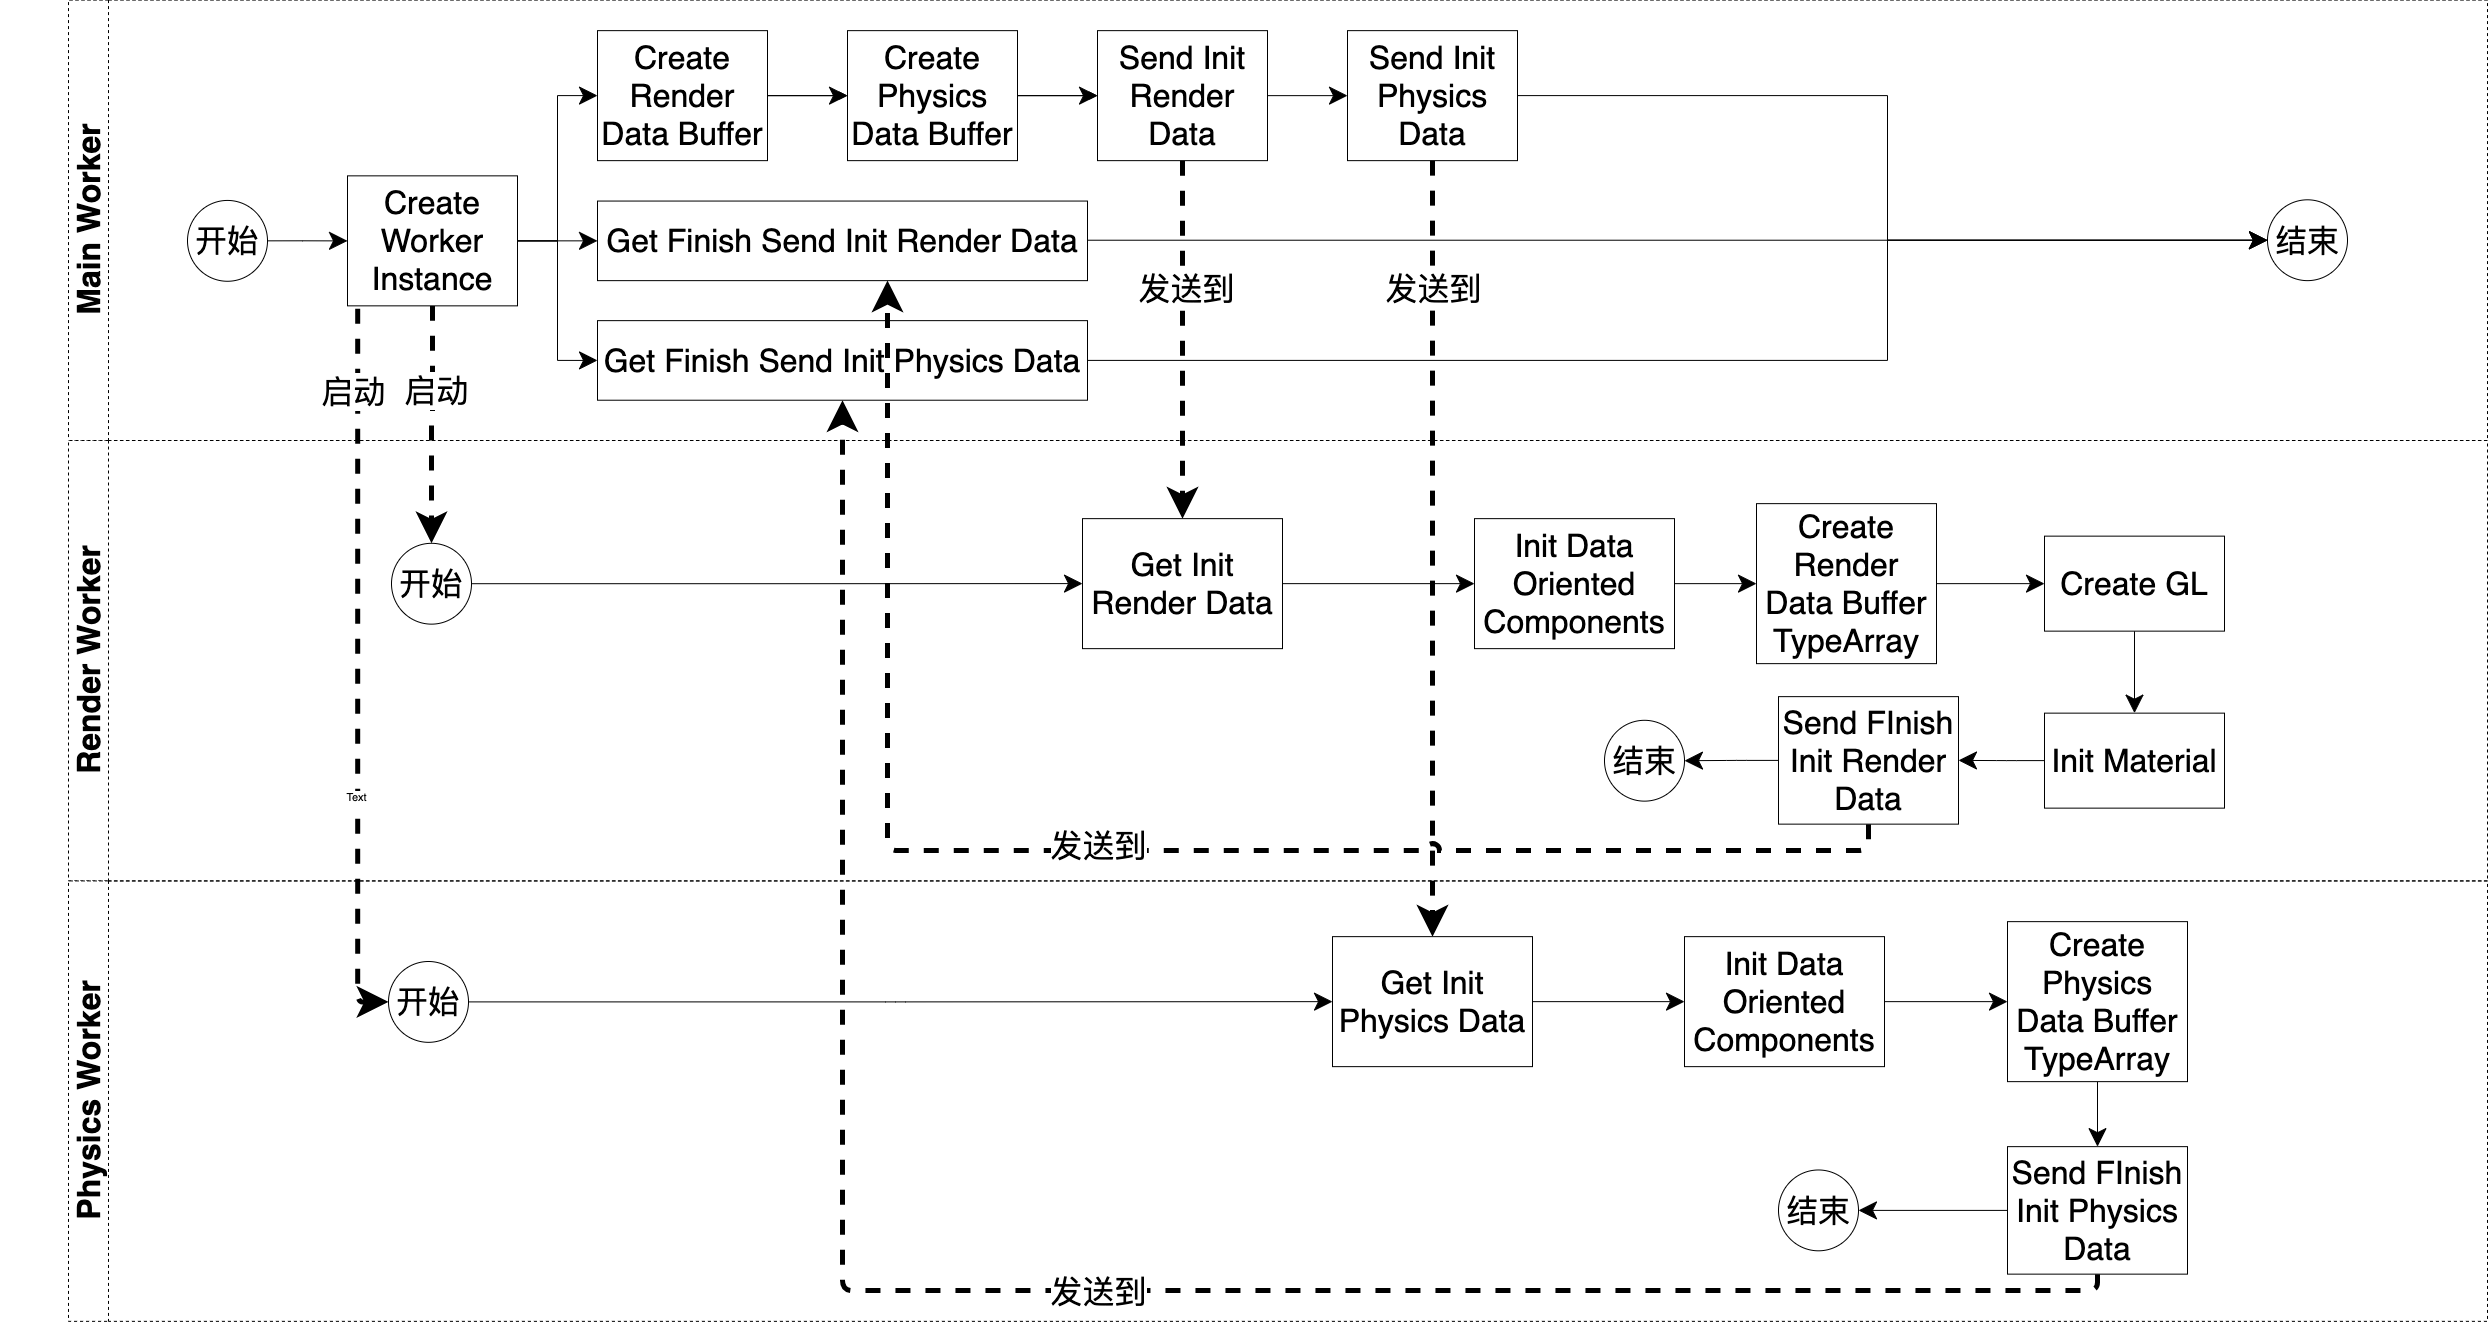 Main Worker
开始
Create
Worker
Instance
Create
Render
Data Buffer
Create
Physics
Data Buffer
Send Init
Render
Data
Send Init
Physics
Data
Get Finish Send Init Render Data
Get Finish Send Init Physics Data
结束
发送到
发送到
启动
启动
Render Worker
开始
Get Init
Render Data
Init Data
Oriented
Components
Create
Render
Data Buffer
TypeArray
Create GL
Init Material
Send FInish
Init Render
Data
结束
Text
发送到
Physics Worker
开始
Get Init
Physics Data
Init Data
Oriented
Components
Create
Physics
Data Buffer
TypeArray
Send FInish
Init Physics
Data
结束
发送到